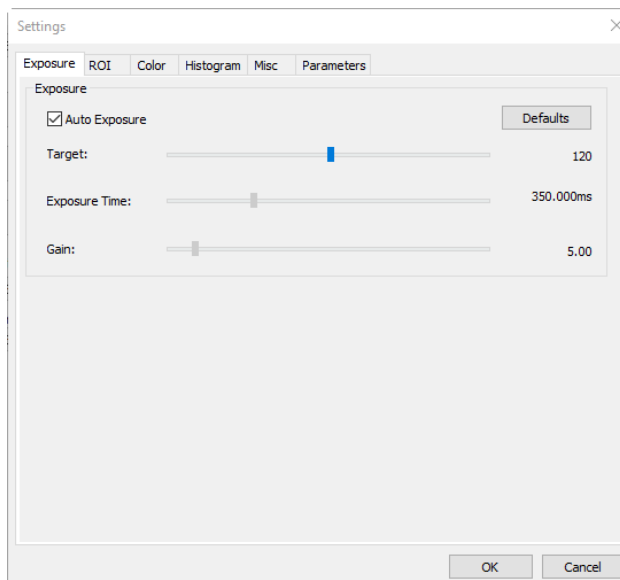 Settings
Exposure ROI Color Histogram Misc Parameters
Exposure
Auto Exposure Defaults
Target: 120
Exposure Time: 350.000ms
Gain: 5.00
OK Cancel